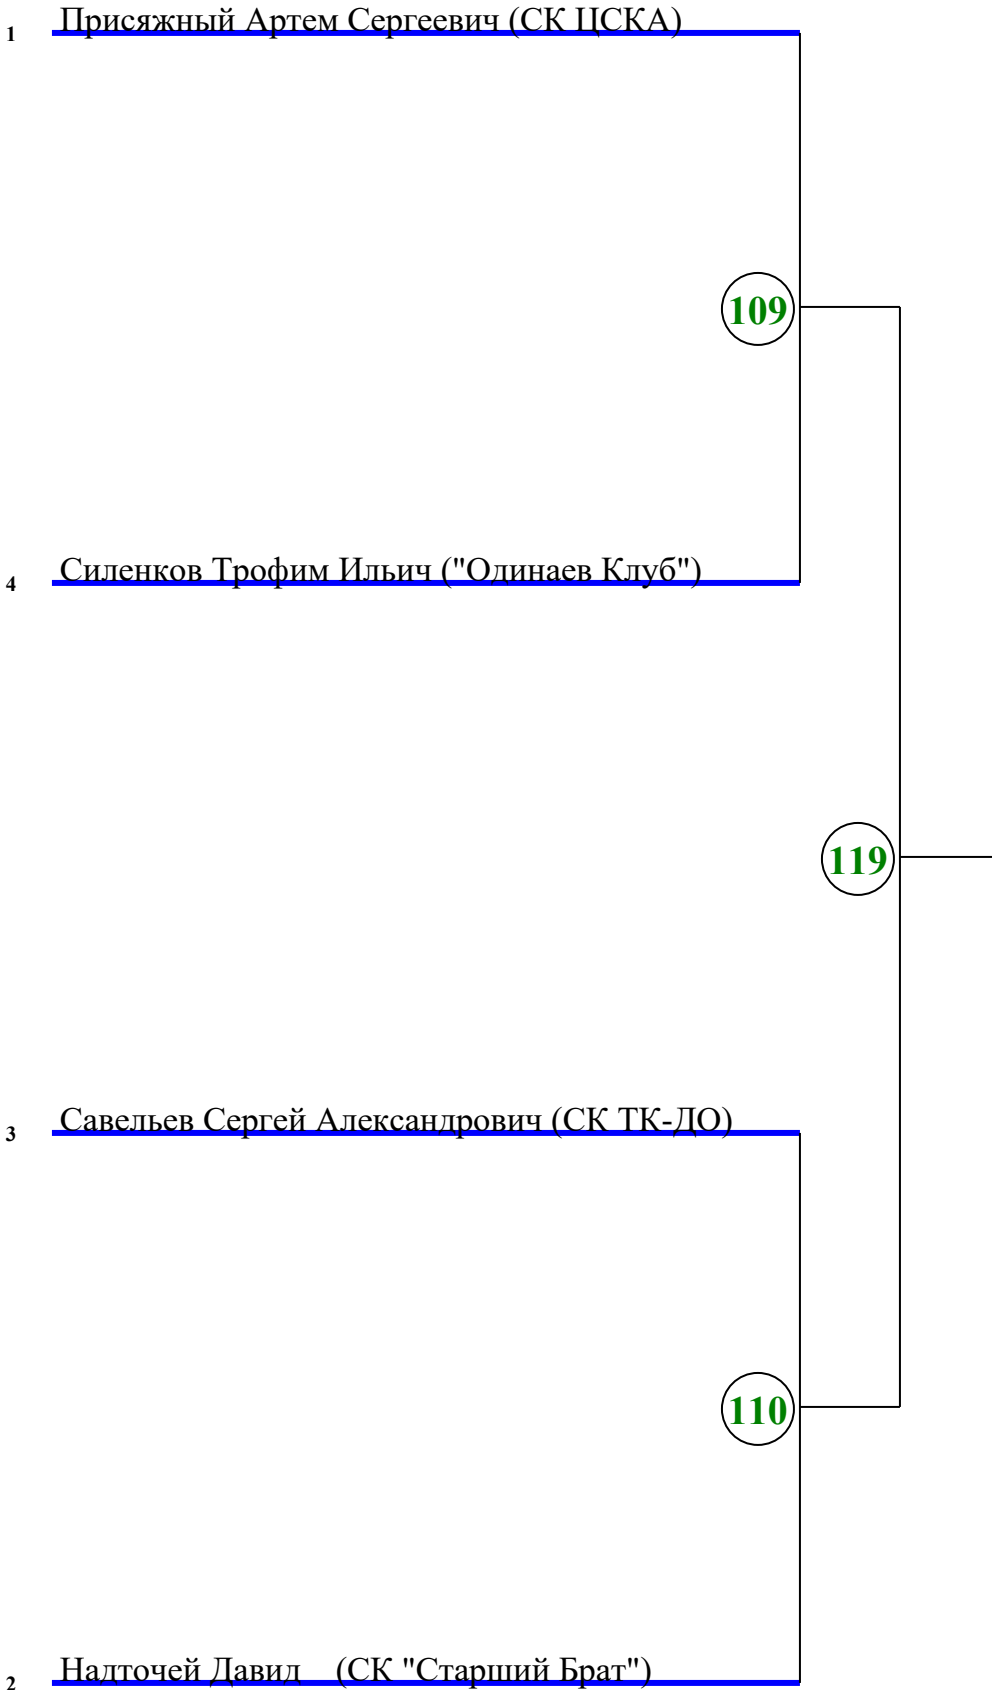 1 Присяжный Артем Сергеевич (СК ЦСКА)
109
4 Силенков Трофим Ильич ("Одинаев Клуб")
119
3 Савельев Сергей Александрович (СК ТК-ДО)
110
2 Надточей Давид (СК "Старший Брат")